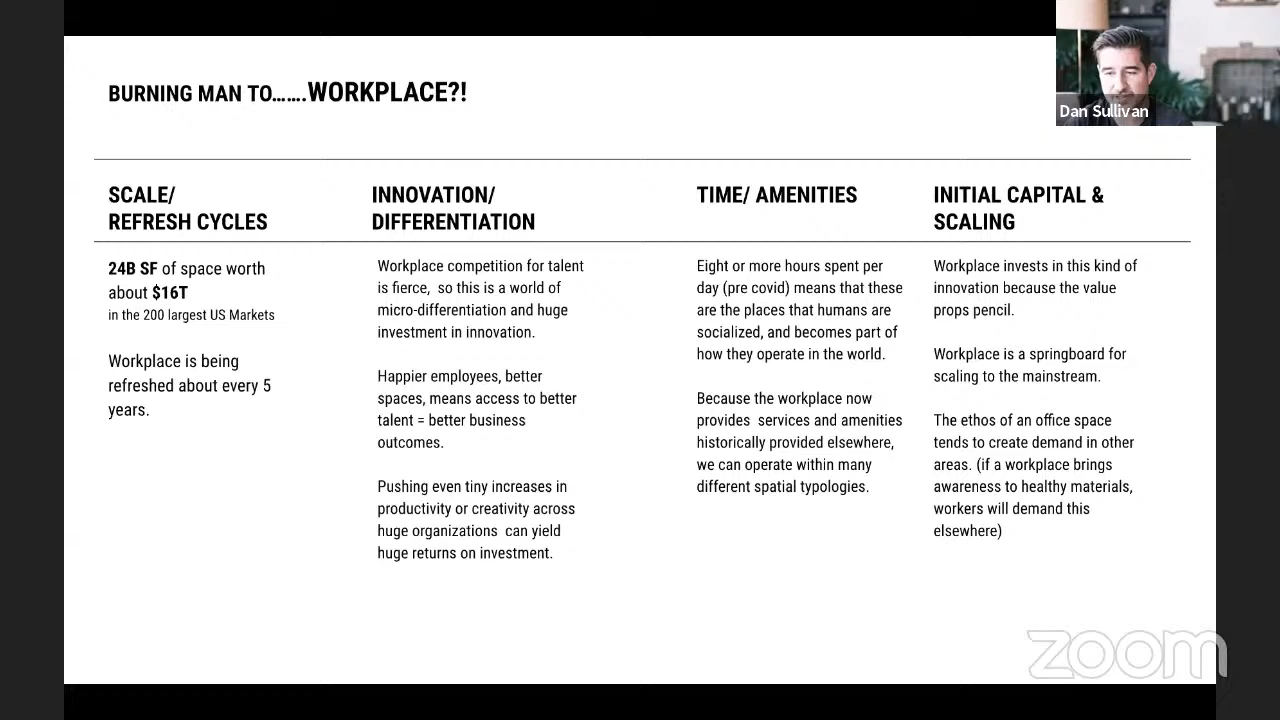 BURNING MAN TO…....WORKPLACE?!
Dan Sullivan
SCALE/
REFRESH CYCLES
24B SF of space worth
about $16T
in the 200 largest US Markets
Workplace is being
refreshed about every 5
years.
INNOVATION/
DIFFERENTIATION
Workplace competition for talent
is fierce, so this is a world of
micro-differentiation and huge
investment in innovation.
Happier employees, better
spaces, means access to better
talent = better business
outcomes.
Pushing even tiny increases in
productivity or creativity across
huge organizations can yield
huge returns on investment.
TIME/ AMENITIES
Eight or more hours spent per
day (pre covid) means that these
are the places that humans are
socialized, and becomes part of
how they operate in the world.
Because the workplace now
provides services and amenities
historically provided elsewhere,
we can operate within many
different spatial typologies.
INITIAL CAPITAL &
SCALING
Workplace invests in this kind of
innovation because the value
props pencil.
Workplace is a springboard for
scaling to the mainstream.
The ethos of an office space
tends to create demand in other
areas. (if a workplace brings
awareness to healthy materials,
workers will demand this
elsewhere)
zoom